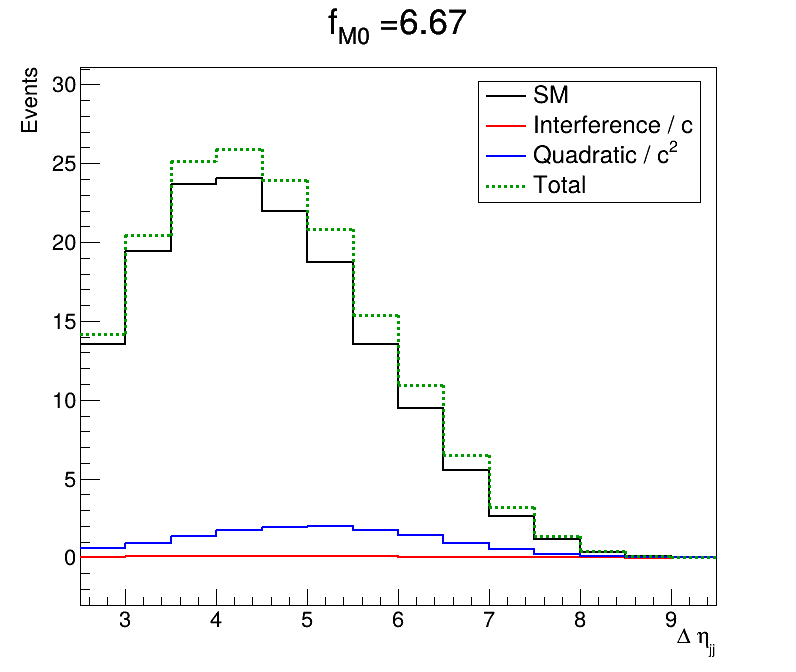 f_M0 =6.67
Events
30
25
20
15
10
5
0
SM
Interference / c
Quadratic / c²
Total
3 4 5 6 7 8 9
Δ η_jj